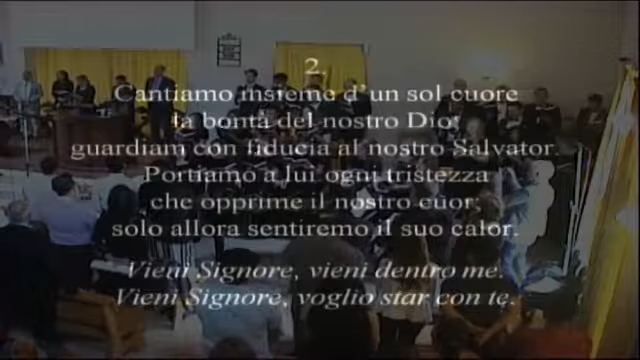 2.
Cantiamo insieme d'un sol cuore
la bontà del nostro Dio;
guardiam con fiducia al nostro Salvator.
Portiamo a lui ogni tristezza
che opprime il nostro cuor;
solo allora sentiremo il suo calor.
Vieni Signore, vieni dentro me.
Vieni Signore, voglio star con te.